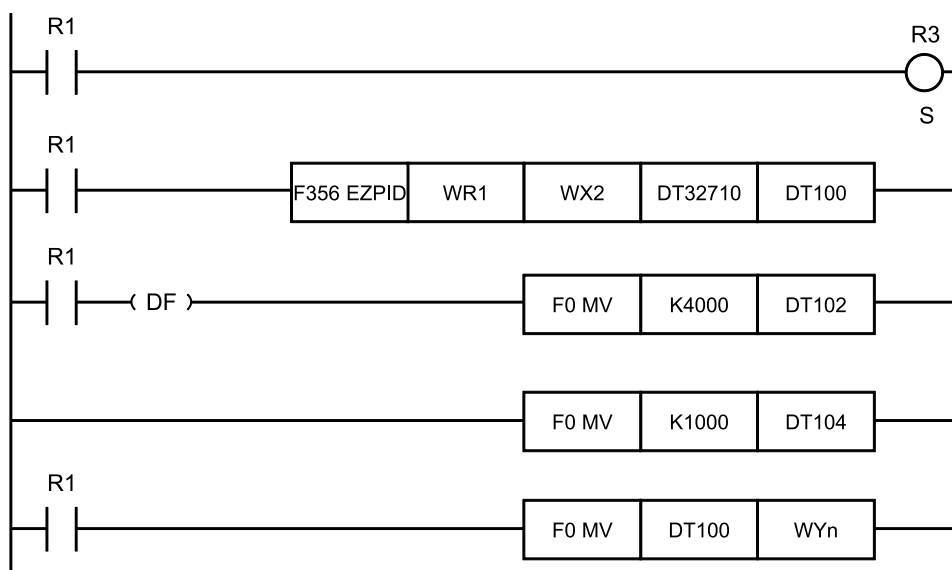 R1
R3
S
R1
F356 EZPID WR1 WX2 DT32710 DT100
R1
( DF ) F0 MV K4000 DT102
F0 MV K1000 DT104
R1
F0 MV DT100 WYn